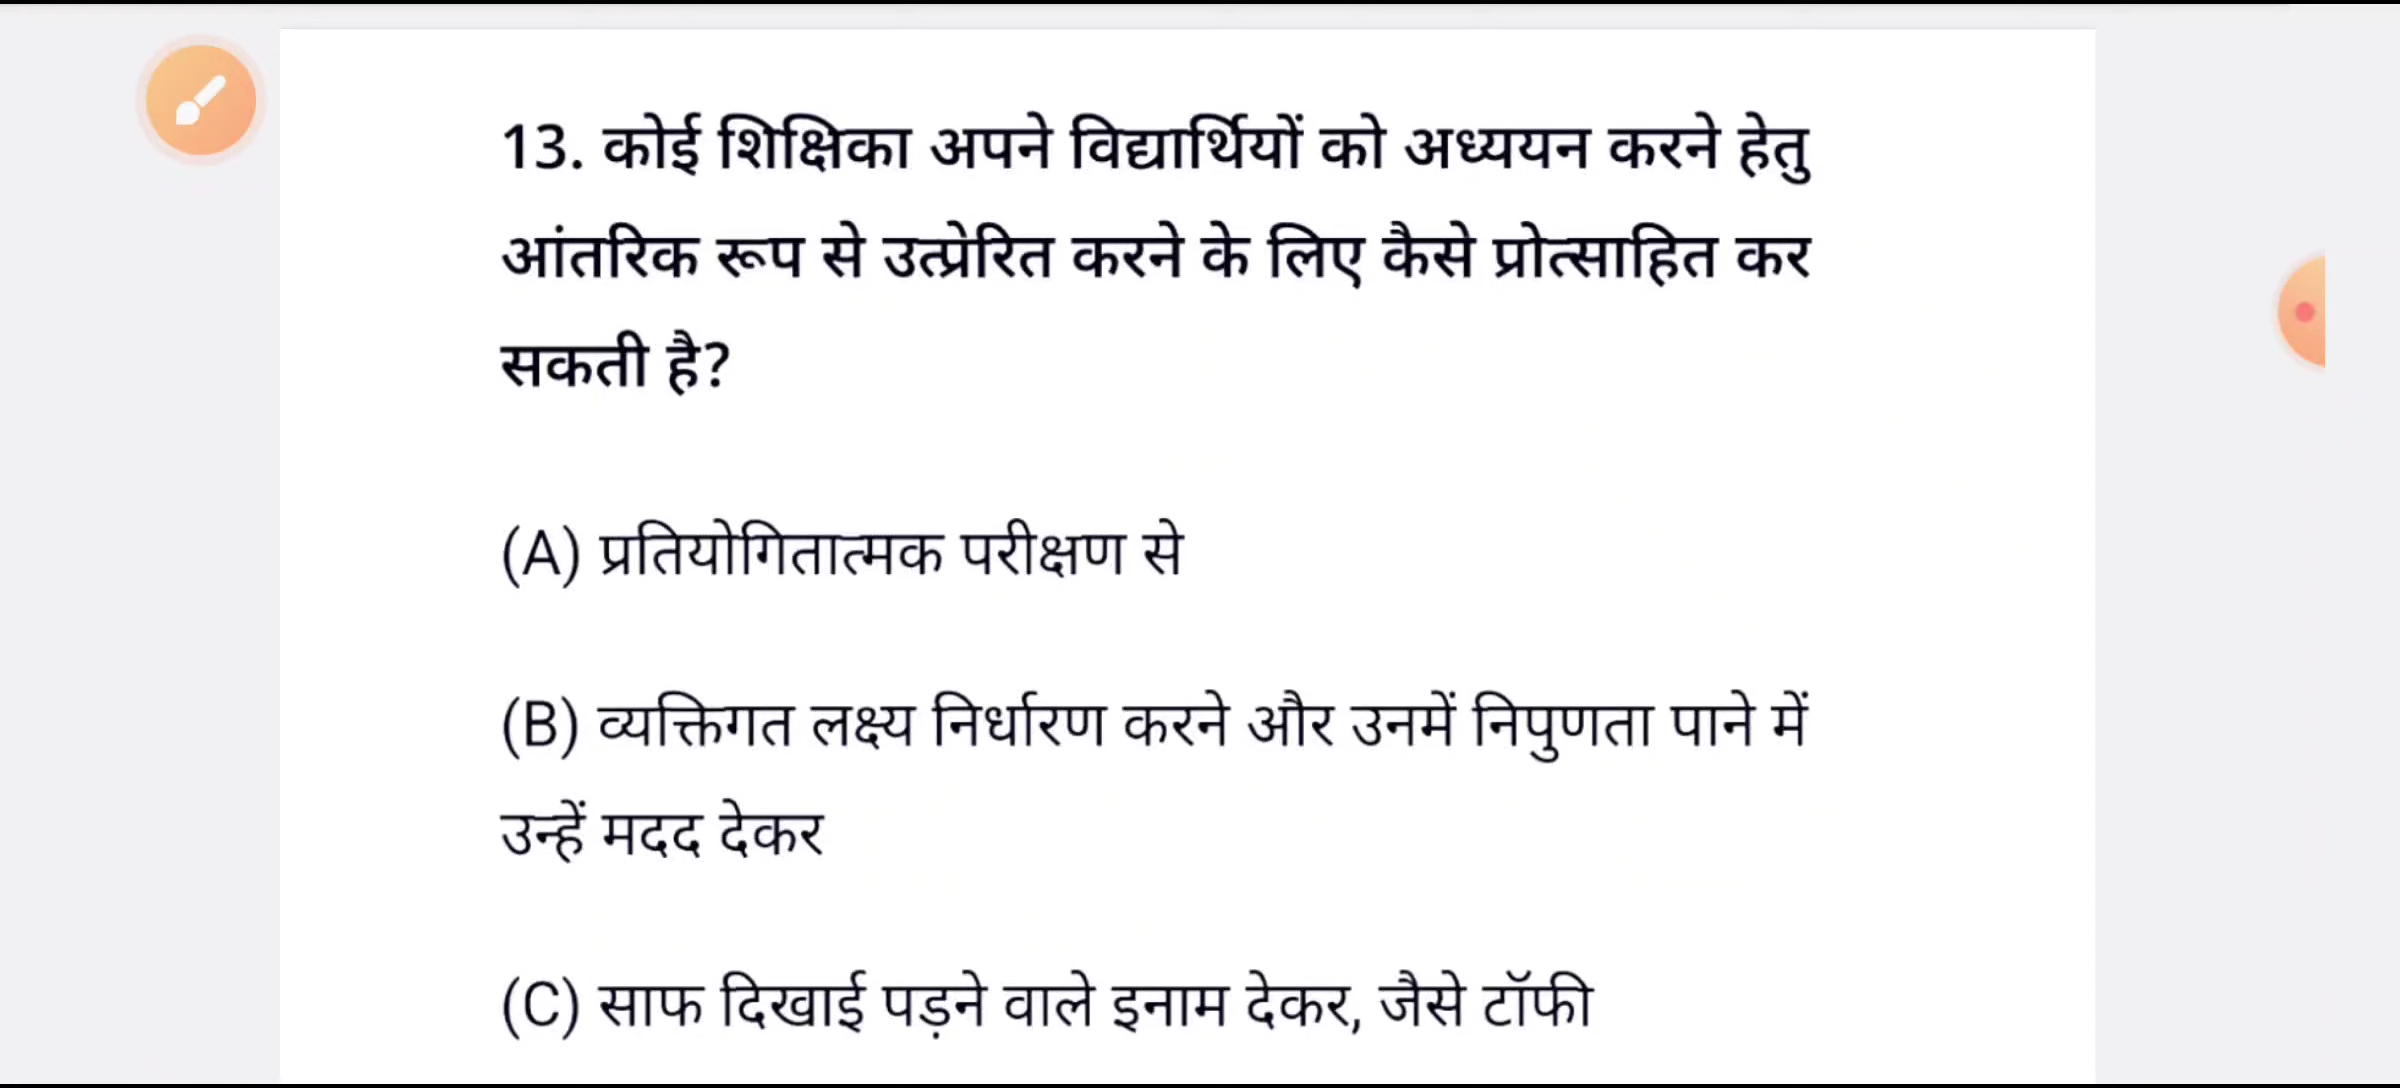 13. कोई शिक्षिका अपने विद्यार्थियों को अध्ययन करने हेतु
आंतरिक रूप से उत्प्रेरित करने के लिए कैसे प्रोत्साहित कर
सकती है?
(A) प्रतियोगितात्मक परीक्षण से
(B) व्यक्तिगत लक्ष्य निर्धारण करने और उनमें निपुणता पाने में
उन्हें मदद देकर
(C) साफ दिखाई पड़ने वाले इनाम देकर, जैसे टॉफी